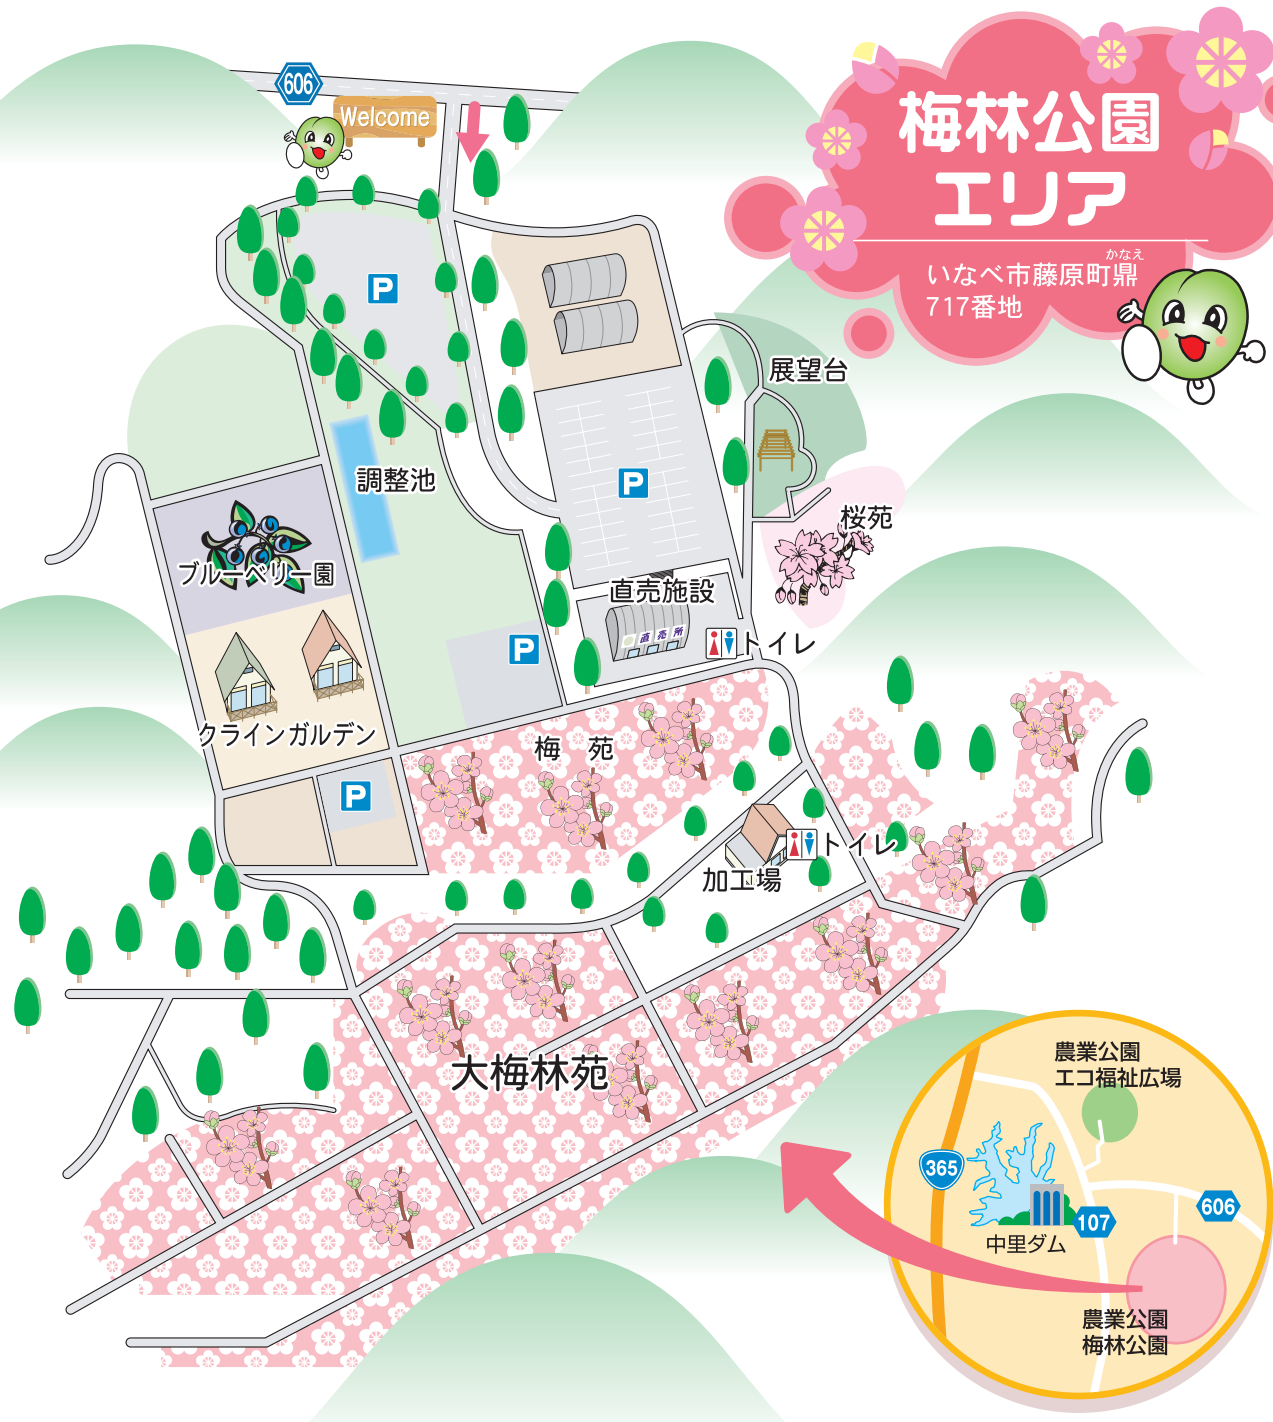 606
Welcome
梅林公園
エリア
かなえ
いなべ市藤原町鼎
717番地
P
展望台
P
調整池
桜苑
ブルーベリー園
直売施設
直売所
トイレ
P
クラインガルデン
梅 苑
P
トイレ
加工場
大梅林苑
農業公園
エコ福祉広場
365
606
107
中里ダム
農業公園
梅林公園